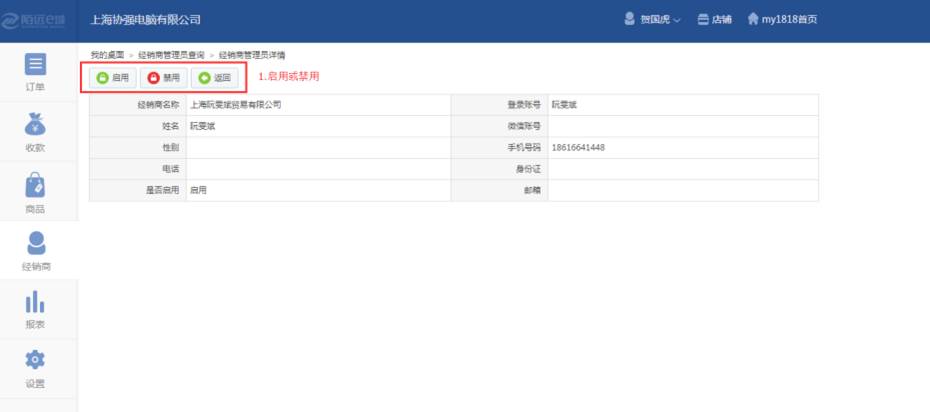 陌远e城 上海协强电脑有限公司 贺国虎 店铺 my1818首页
我的桌面 > 经销商管理员查询 > 经销商管理员详情
启用 禁用 返回 1.启用或禁用
经销商名称 上海阮雯斌贸易有限公司 登录账号 阮雯斌
姓名 阮雯斌 微信账号
性别 手机号码 18616641448
电话 身份证
是否启用 启用 邮箱
订单
收款
商品
经销商
报表
设置